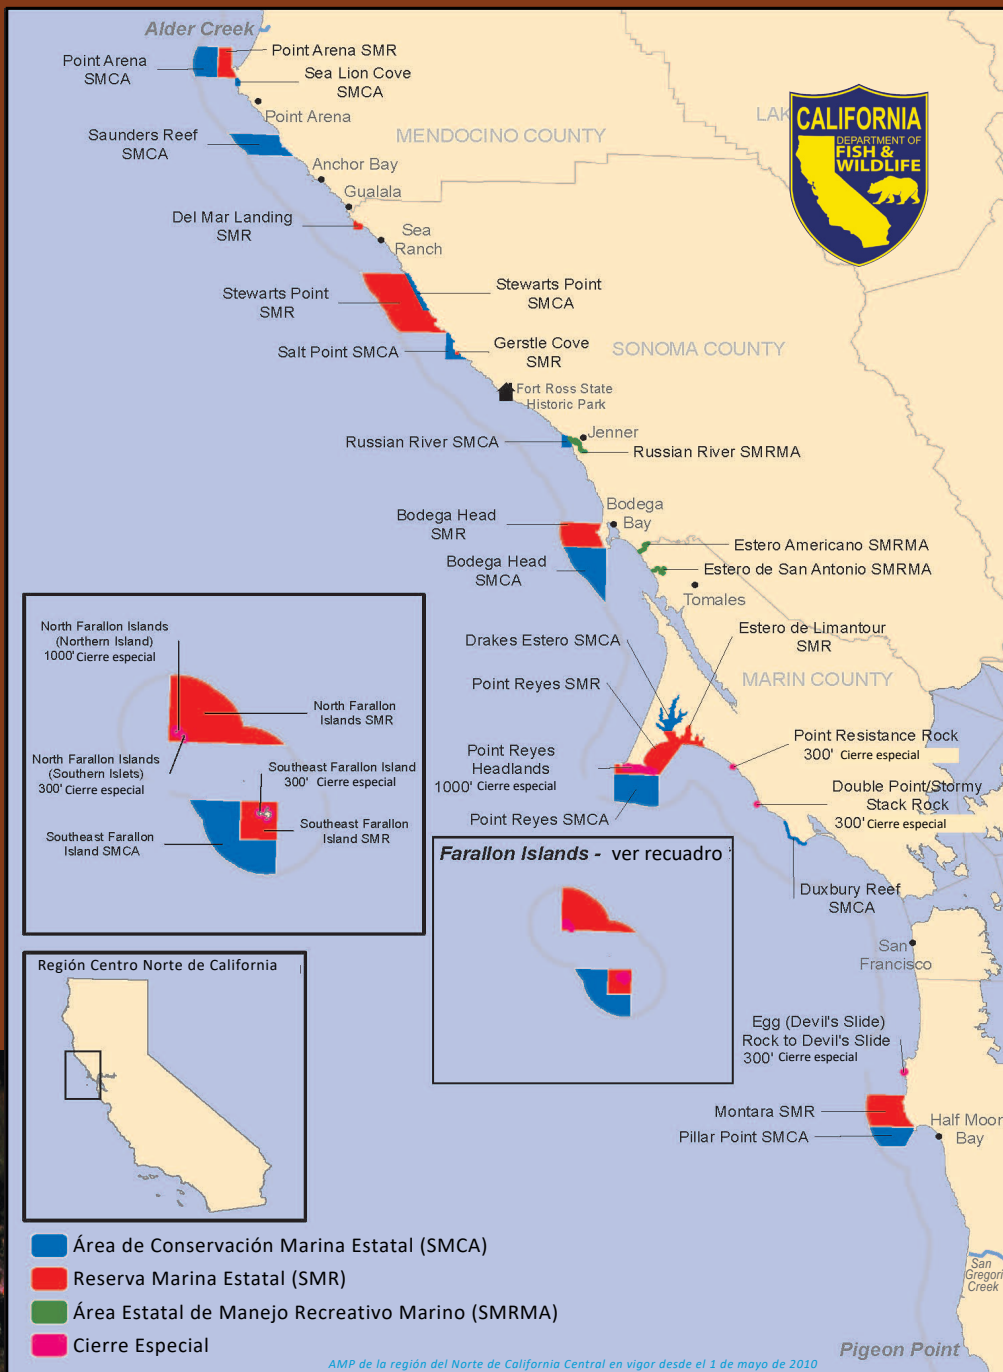 Alder Creek
Point Arena
SMCA
Point Arena SMR
Sea Lion Cove
SMCA
Point Arena
Saunders Reef
SMCA
MENDOCINO COUNTY
CALIFORNIA
DEPARTMENT OF
FISH &
WILDLIFE
Anchor Bay
Gualala
Del Mar Landing
SMR
Sea
Ranch
Stewarts Point
SMR
Stewarts Point
SMCA
Salt Point SMCA
Gerstle Cove
SMR
SONOMA COUNTY
Fort Ross State
Historic Park
Russian River SMCA
Jenner
Russian River SMRMA
Bodega Head
SMR
Bodega
Bay
Bodega Head
SMCA
Estero Americano SMRMA
Estero de San Antonio SMRMA
Tomales
Drakes Estero SMCA
Estero de Limantour
SMR
Point Reyes SMR
MARIN COUNTY
Point Reyes
Headlands
1000' Cierre especial
Point Resistance Rock
300' Cierre especial
Point Reyes SMCA
Double Point/Stormy
Stack Rock
300' Cierre especial
Duxbury Reef
SMCA
North Farallon Islands
(Northern Island)
1000' Cierre especial
North Farallon
Islands SMR
North Farallon Islands
(Southern Islets)
300' Cierre especial
Southeast Farallon Island
300' Cierre especial
Southeast Farallon
Island SMCA
Southeast Farallon
Island SMR
Farallon Islands - ver recuadro
San
Francisco
Egg (Devil's Slide)
Rock to Devil's Slide
300' Cierre especial
Montara SMR
Pillar Point SMCA
Half Moon
Bay
Región Centro Norte de California
San
Gregori
Creek
Pigeon Point
Área de Conservación Marina Estatal (SMCA)
Reserva Marina Estatal (SMR)
Área Estatal de Manejo Recreativo Marino (SMRMA)
Cierre Especial
AMP de la región del Norte de California Central en vigor desde el 1 de mayo de 2010